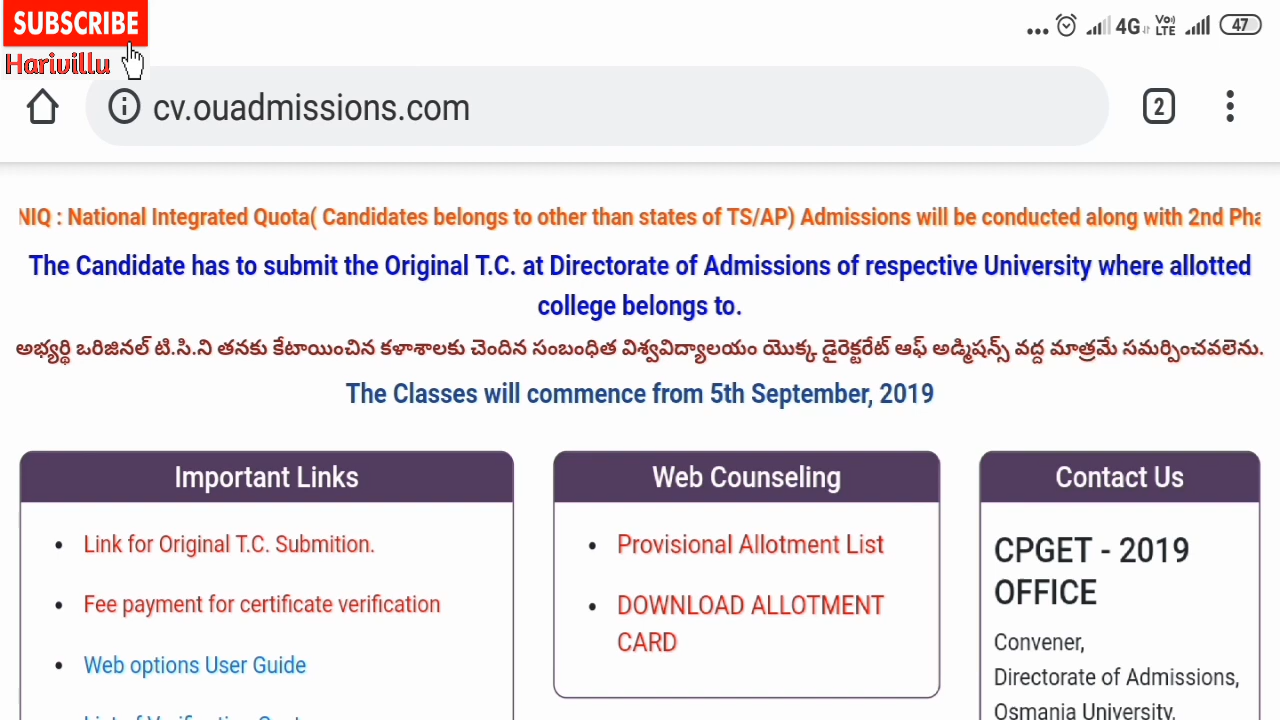 SUBSCRIBE
Harivillu
4G
Vo)
LTE
47
cv.ouadmissions.com
2
NIQ : National Integrated Quota( Candidates belongs to other than states of TS/AP) Admissions will be conducted along with 2nd Pha
The Candidate has to submit the Original T.C. at Directorate of Admissions of respective University where allotted
college belongs to.
అభ్యర్థి ఒరిజినల్ టి.సి.ని తనకు కేటాయించిన కళాశాలకు చెందిన సంబంధిత విశ్వవిద్యాలయం యొక్క డైరెక్టరేట్ ఆఫ్ అడ్మిషన్స్ వద్ద మాత్రమే సమర్పించవలెను.
The Classes will commence from 5th September, 2019
Important Links
• Link for Original T.C. Submition.
• Fee payment for certificate verification
• Web options User Guide
Web Counseling
• Provisional Allotment List
• DOWNLOAD ALLOTMENT
CARD
Contact Us
CPGET - 2019
OFFICE
Convener,
Directorate of Admissions,
Osmania University,